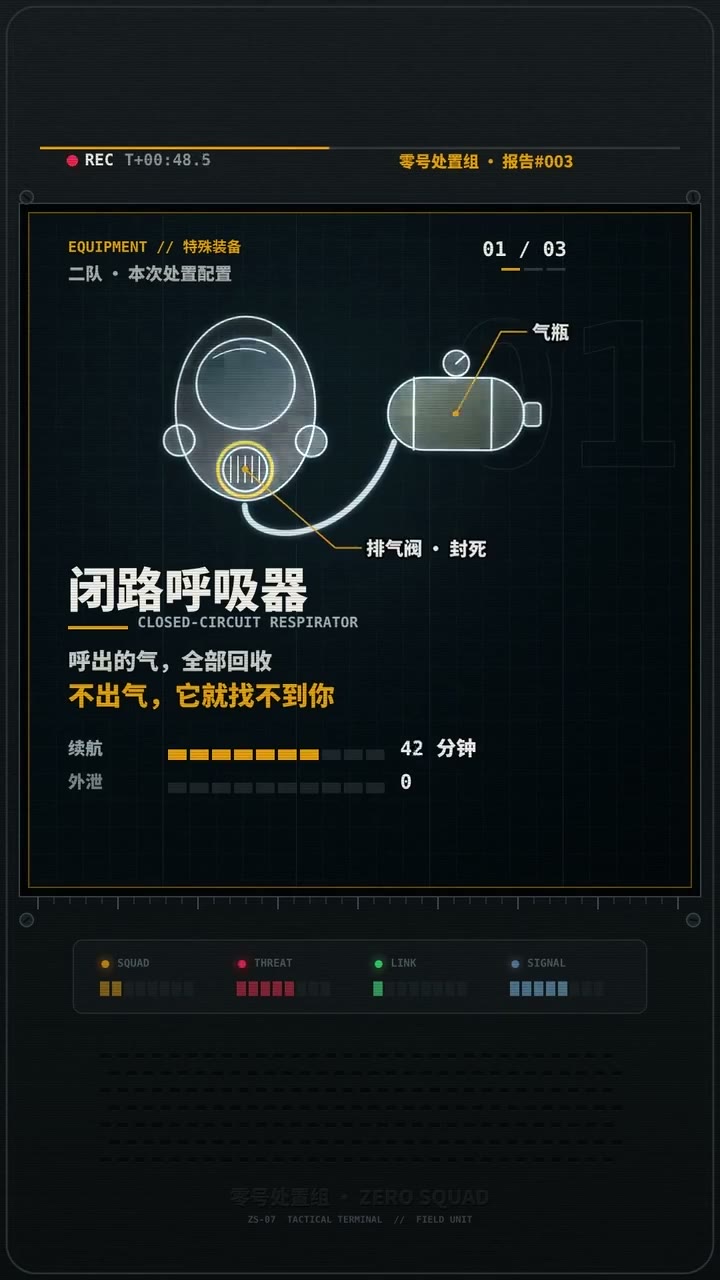 REC T+00:48.5
零号处置组 • 报告#003
EQUIPMENT // 特殊装备
01 / 03
二队 • 本次处置配置
01
气瓶
排气阀 • 封死
闭路呼吸器
CLOSED-CIRCUIT RESPIRATOR
呼出的气，全部回收
不出气，它就找不到你
续航
42 分钟
外泄
0
SQUAD
THREAT
LINK
SIGNAL
零号处置组 • ZERO SQUAD
ZS-07 TACTICAL TERMINAL // FIELD UNIT